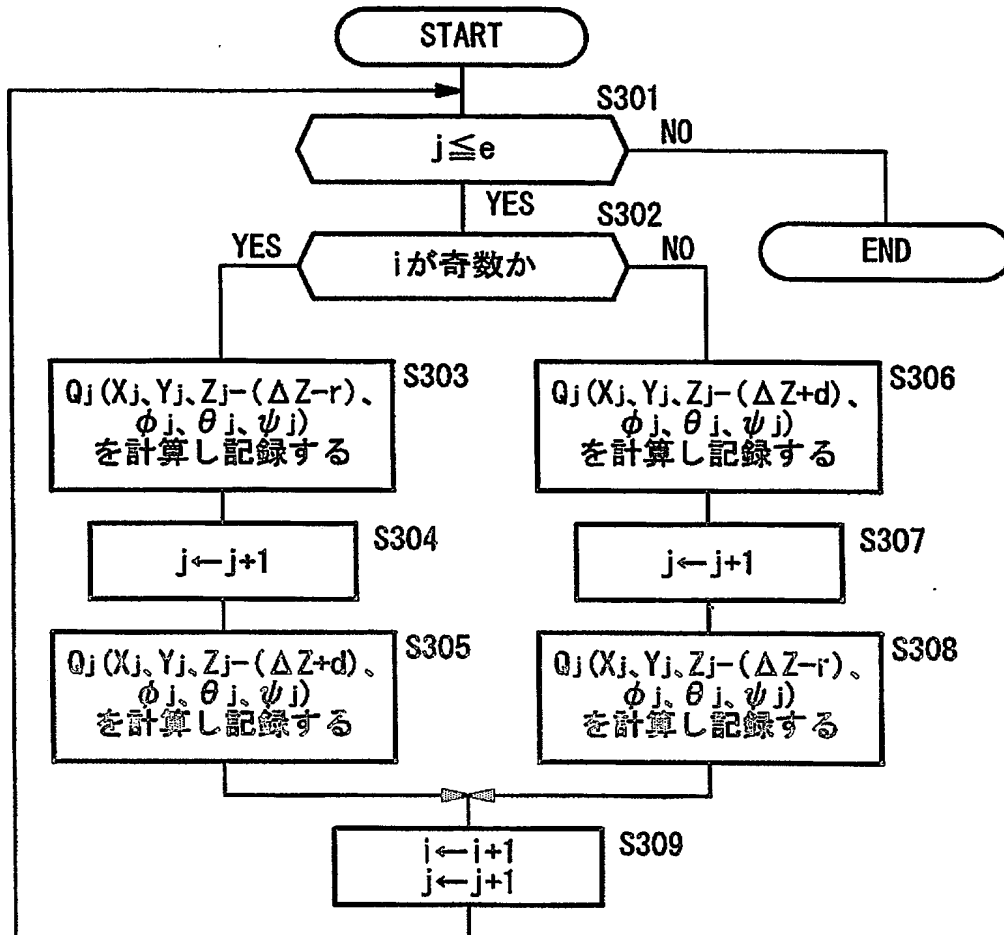 START
S301
j≦e
NO
YES
S302
YES
iが奇数か
NO
END
Qj(Xj、Yj、Zj-(ΔZ-r)、
φj、θj、ψj)
を計算し記録する
S303
Qj(Xj、Yj、Zj-(ΔZ+d)、
φj、θj、ψj)
を計算し記録する
S306
j←j+1
S304
j←j+1
S307
Qj(Xj、Yj、Zj-(ΔZ+d)、
φj、θj、ψj)
を計算し記録する
S305
Qj(Xj、Yj、Zj-(ΔZ-r)、
φj、θj、ψj)
を計算し記録する
S308
i←i+1
j←j+1
S309